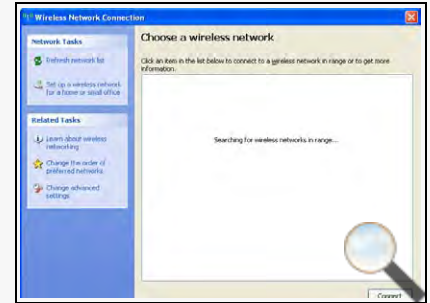 Wireless Network Connection
Network Tasks
Refresh network list
Set up a wireless network
for a home or small office
Related Tasks
Learn about wireless
networking
Change the order of
preferred networks
Change advanced
settings
Choose a wireless network
Click an item in the list below to connect to a wireless network in range or to get more
information.
Searching for wireless networks in range...
Connect